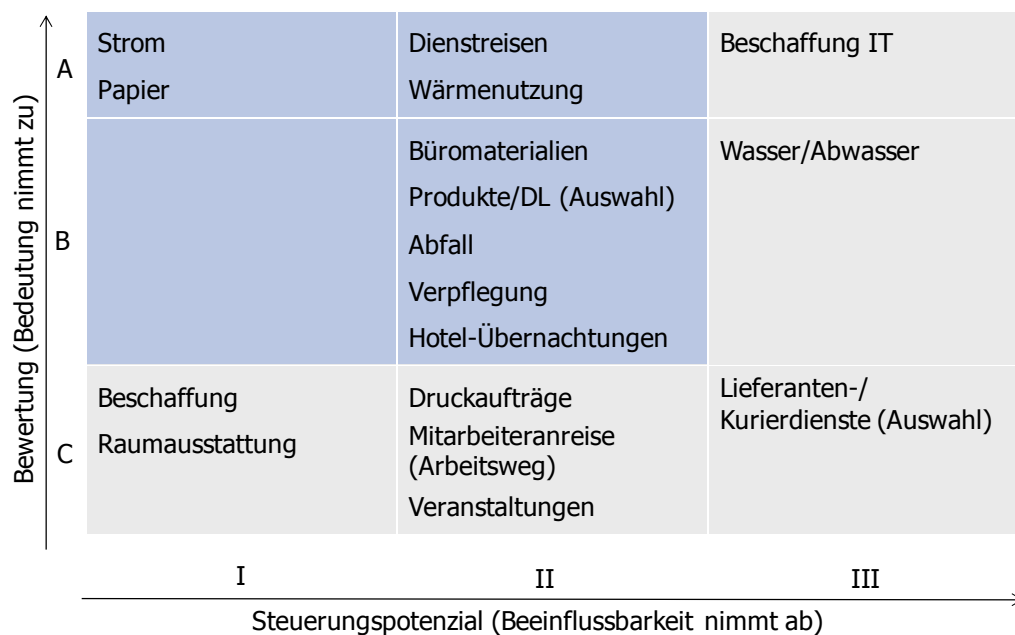 Bewertung (Bedeutung nimmt zu)
A
Strom
Papier
Dienstreisen
Wärmenutzung
Beschaffung IT
B
Büromaterialien
Produkte/DL (Auswahl)
Abfall
Verpflegung
Hotel-Übernachtungen
Wasser/Abwasser
C
Beschaffung
Raumausstattung
Druckaufträge
Mitarbeiteranreise
(Arbeitsweg)
Veranstaltungen
Lieferanten-/
Kurierdienste (Auswahl)
I
II
III
Steuerungspotenzial (Beeinflussbarkeit nimmt ab)